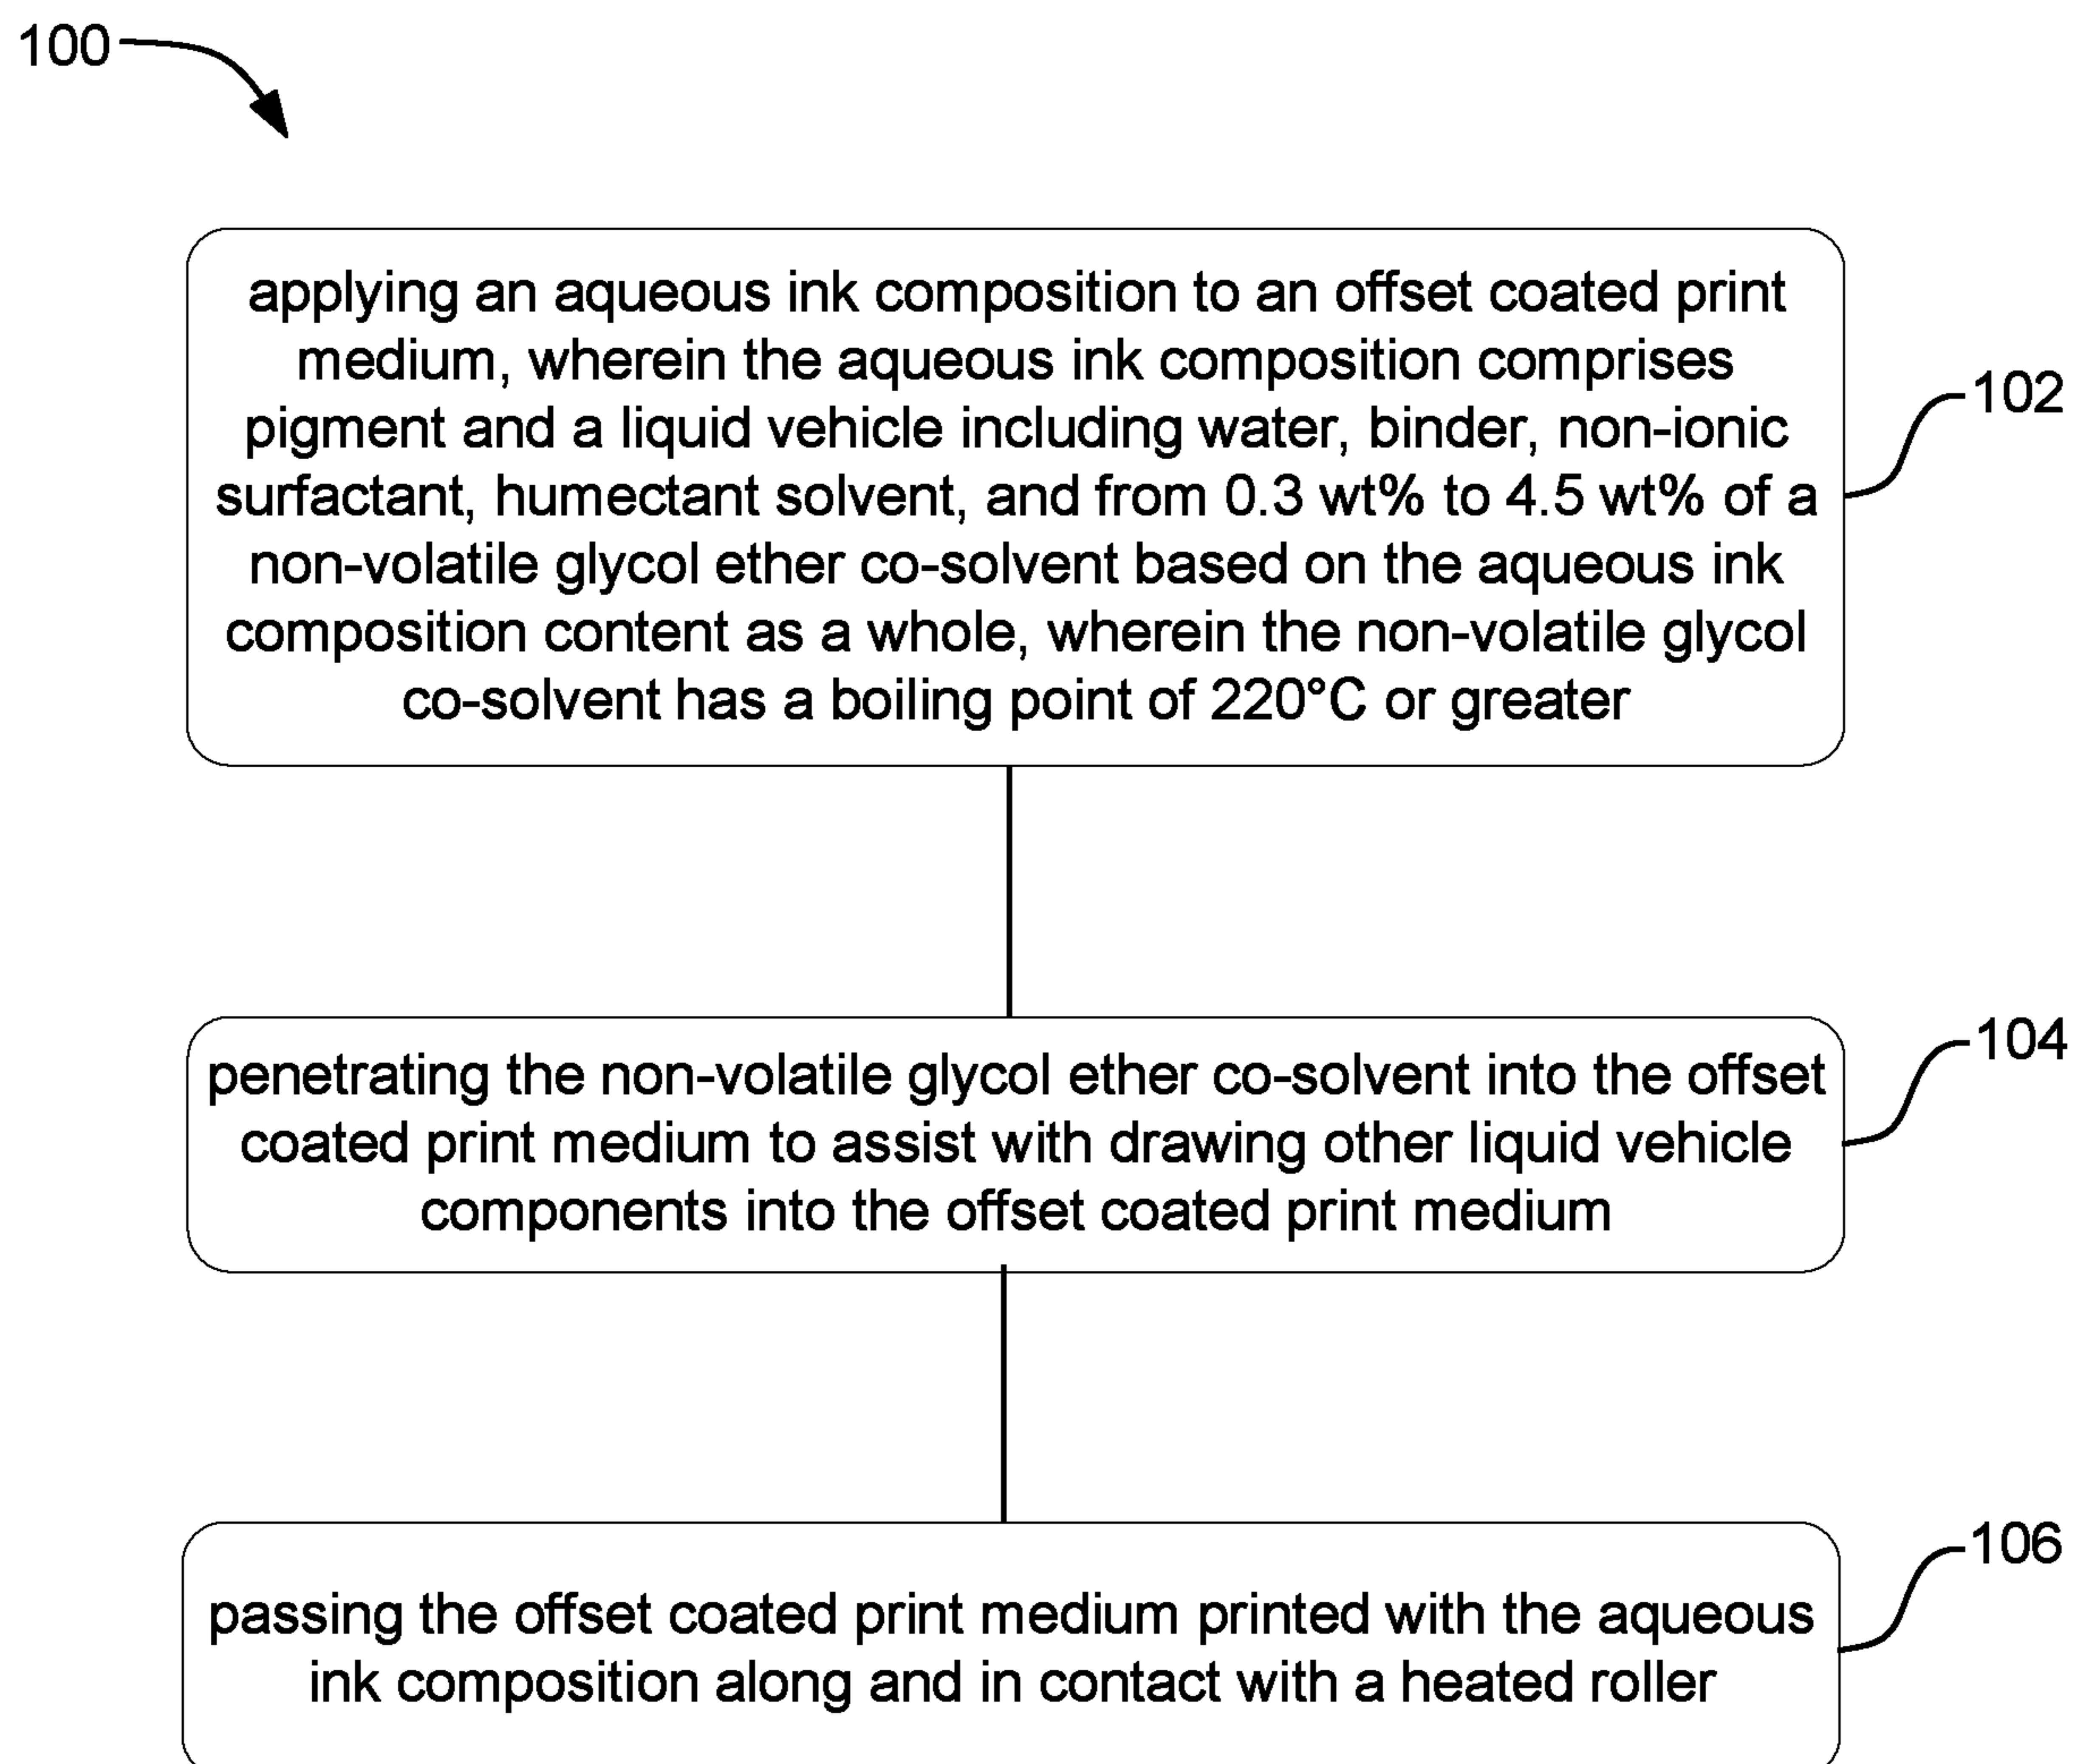 100
applying an aqueous ink composition to an offset coated print
medium, wherein the aqueous ink composition comprises
pigment and a liquid vehicle including water, binder, non-ionic
surfactant, humectant solvent, and from 0.3 wt% to 4.5 wt% of a
non-volatile glycol ether co-solvent based on the aqueous ink
composition content as a whole, wherein the non-volatile glycol
co-solvent has a boiling point of 220°C or greater
102
penetrating the non-volatile glycol ether co-solvent into the offset
coated print medium to assist with drawing other liquid vehicle
components into the offset coated print medium
104
passing the offset coated print medium printed with the aqueous
ink composition along and in contact with a heated roller
106